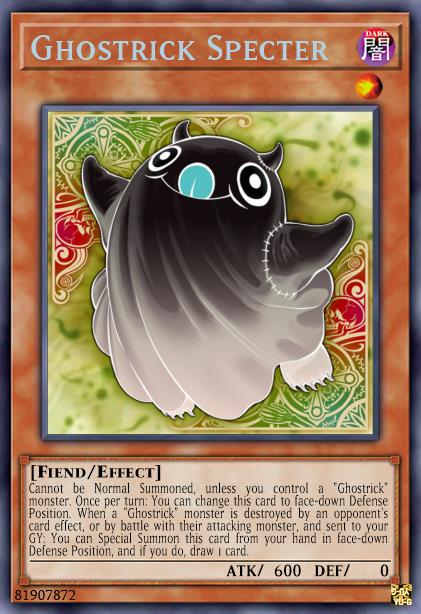 Ghostrick Specter
DARK
闇
[Fiend/Effect]
Cannot be Normal Summoned, unless you control a "Ghostrick"
monster. Once per turn: You can change this card to face-down Defense
Position. When a "Ghostrick" monster is destroyed by an opponent's
card effect, or by battle with their attacking monster, and sent to your
GY: You can Special Summon this card from your hand in face-down
Defense Position, and if you do, draw 1 card.
ATK/ 600 DEF/ 0
81907872